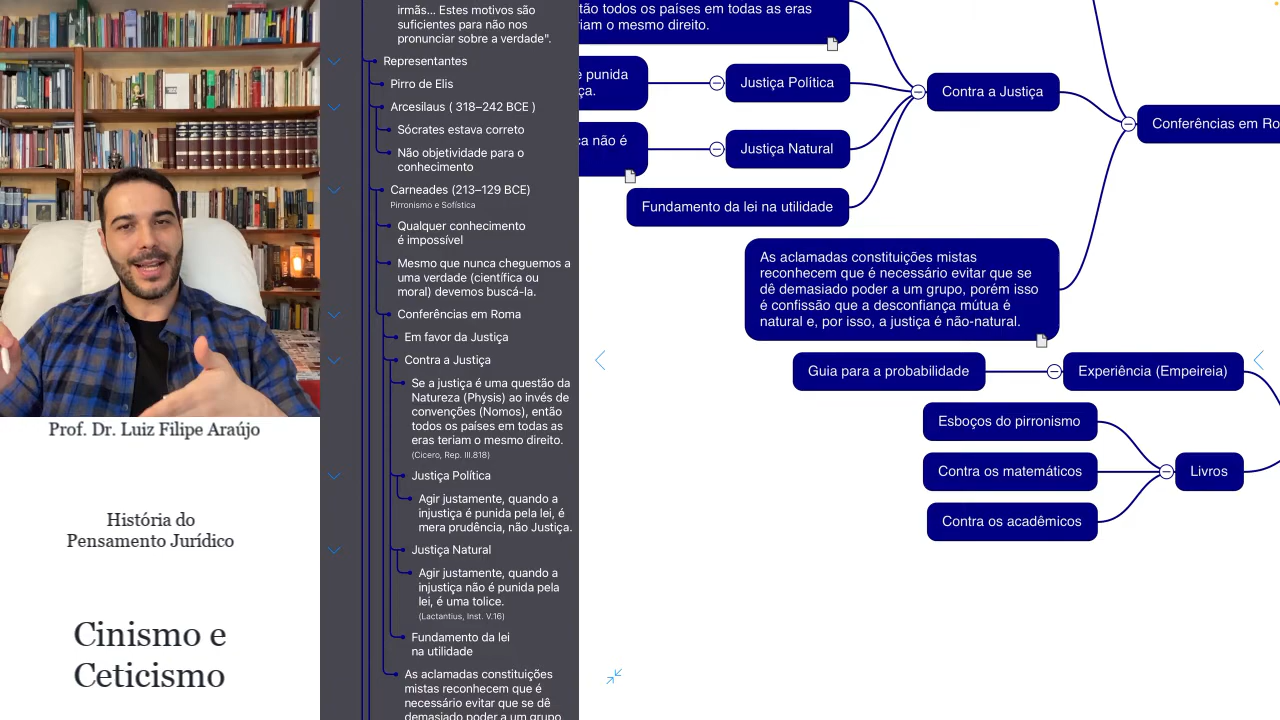 Prof. Dr. Luiz Filipe Araújo
História do
Pensamento Jurídico
Cinismo e
Ceticismo
irmãs... Estes motivos são
suficientes para não nos
pronunciar sobre a verdade".
Representantes
Pirro de Elis
Arcesilaus ( 318–242 BCE )
Sócrates estava correto
Não objetividade para o
conhecimento
Carneades (213–129 BCE)
Pirronismo e Sofística
Qualquer conhecimento
é impossível
Mesmo que nunca cheguemos a
uma verdade (científica ou
moral) devemos buscá-la.
Conferências em Roma
Em favor da Justiça
Contra a Justiça
Se a justiça é uma questão da
Natureza (Physis) ao invés de
convenções (Nomos), então
todos os países em todas as
eras teriam o mesmo direito.
(Cicero, Rep. III.818)
Justiça Política
Agir justamente, quando a
injustiça é punida pela lei, é
mera prudência, não Justiça.
Justiça Natural
Agir justamente, quando a
injustiça não é punida pela
lei, é uma tolice.
(Lactantius, Inst. V.16)
Fundamento da lei
na utilidade
As aclamadas constituições
mistas reconhecem que é
necessário evitar que se dê
demasiado poder a um grupo
tão todos os países em todas as eras
riam o mesmo direito.
e punida
ça.
Justiça Política
Contra a Justiça
Conferências em Ro
ca não é
Justiça Natural
Fundamento da lei na utilidade
As aclamadas constituições mistas
reconhecem que é necessário evitar que se
dê demasiado poder a um grupo, porém isso
é confissão que a desconfiança mútua é
natural e, por isso, a justiça é não-natural.
Guia para a probabilidade
Experiência (Empeireia)
Esboços do pirronismo
Contra os matemáticos
Livros
Contra os acadêmicos